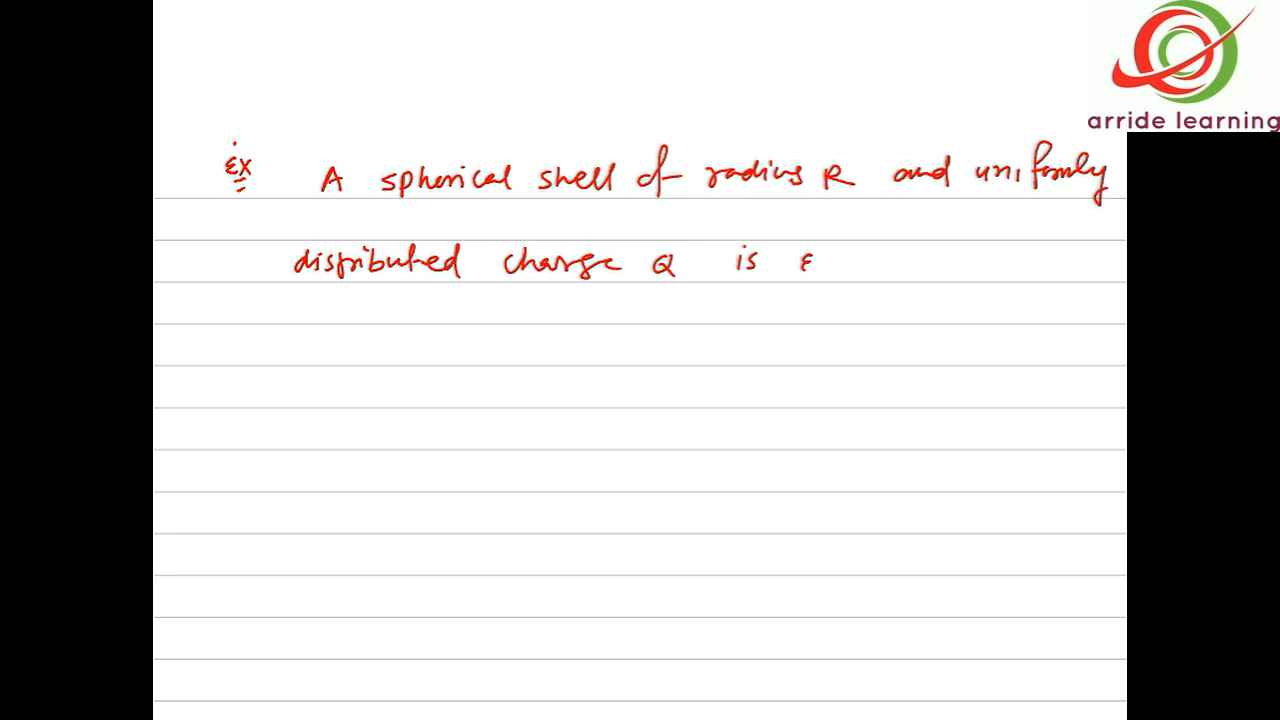 arride learning
Ex A spherical shell of radius R and uniformly
distributed charge Q is ε